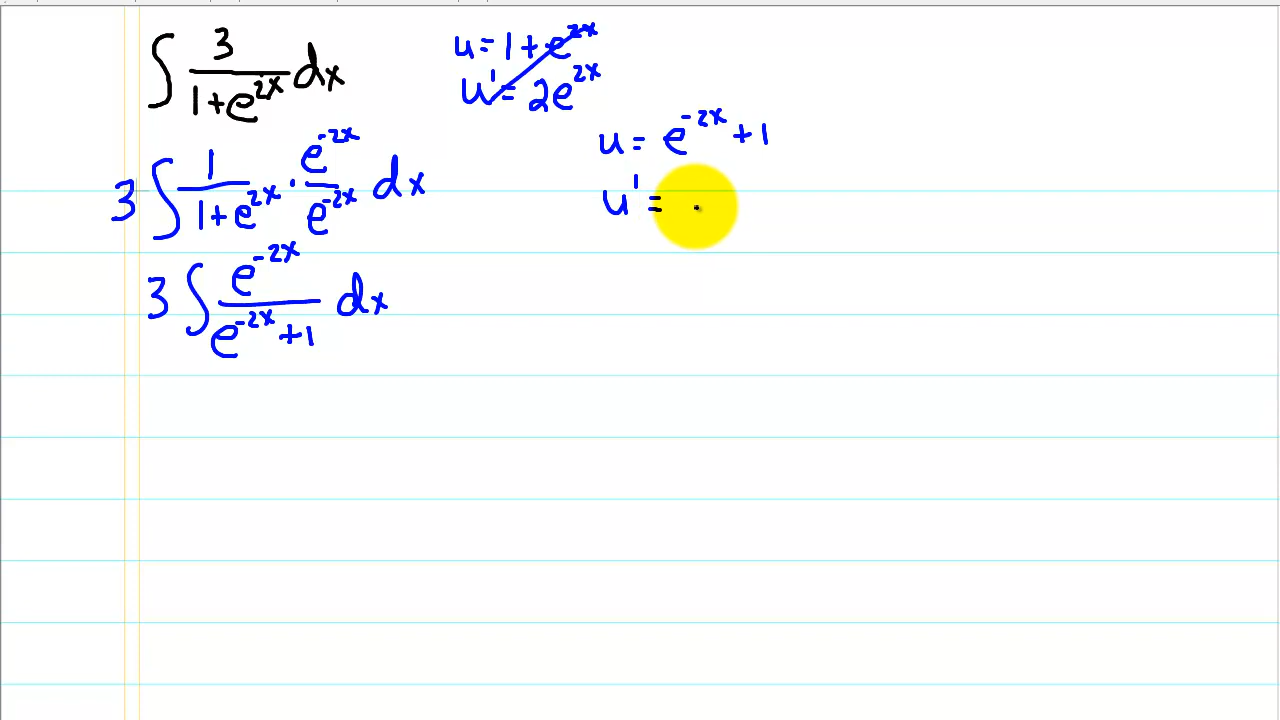 ∫ 3/(1+e^(2x)) dx
u = 1 + e^(2x)
u' = 2e^(2x)
3 ∫ 1/(1+e^(2x)) · e^(-2x)/e^(-2x) dx
u = e^(-2x) + 1
u' =
3 ∫ e^(-2x)/(e^(-2x) + 1) dx